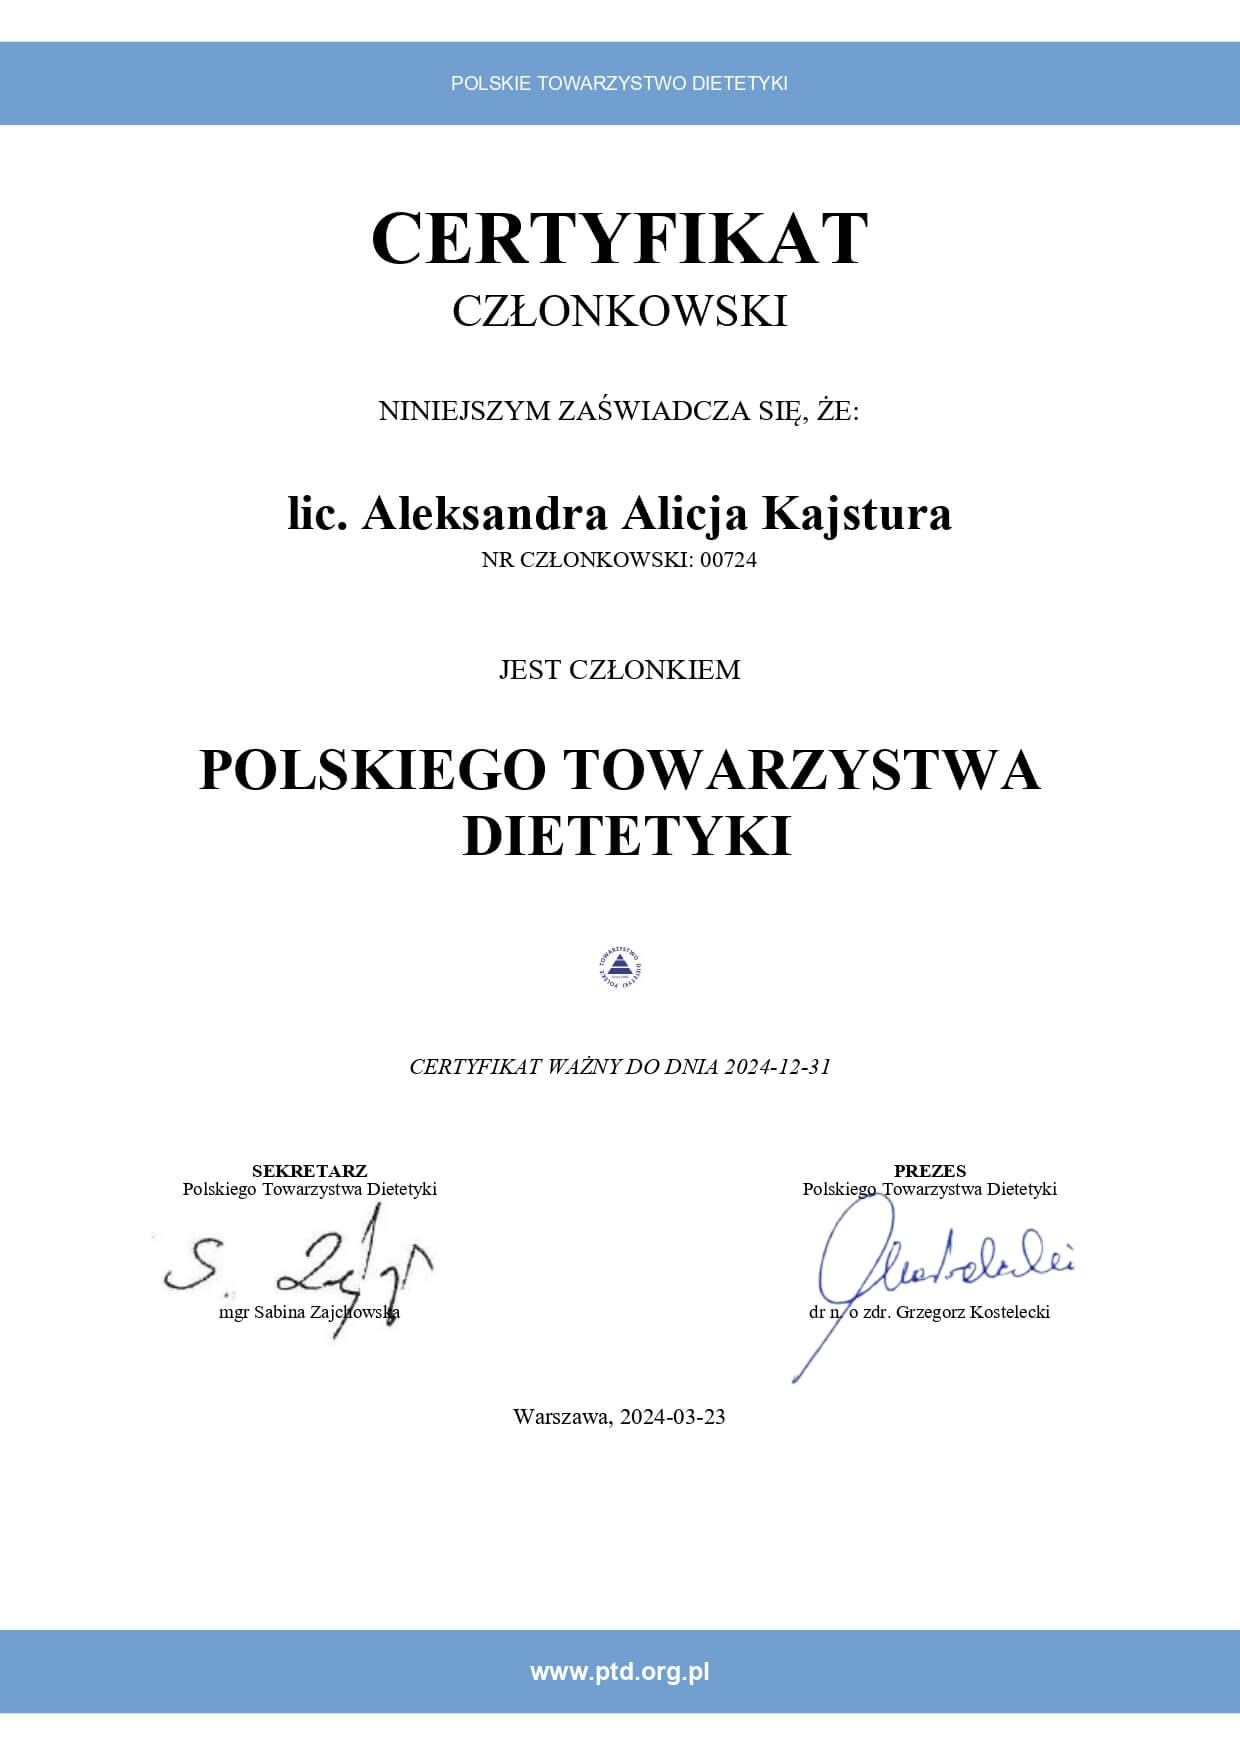 POLSKIE TOWARZYSTWO DIETETYKI
CERTYFIKAT
CZŁONKOWSKI
NINIEJSZYM ZAŚWIADCZA SIĘ, ŻE:
lic. Aleksandra Alicja Kajstura
NR CZŁONKOWSKI: 00724
JEST CZŁONKIEM
POLSKIEGO TOWARZYSTWA
DIETETYKI
POLSKIE TOWARZYSTWO DIETETYKI
CERTYFIKAT WAŻNY DO DNIA 2024-12-31
SEKRETARZ
Polskiego Towarzystwa Dietetyki
mgr Sabina Zajchowska
PREZES
Polskiego Towarzystwa Dietetyki
dr n. o zdr. Grzegorz Kostelecki
Warszawa, 2024-03-23
www.ptd.org.pl